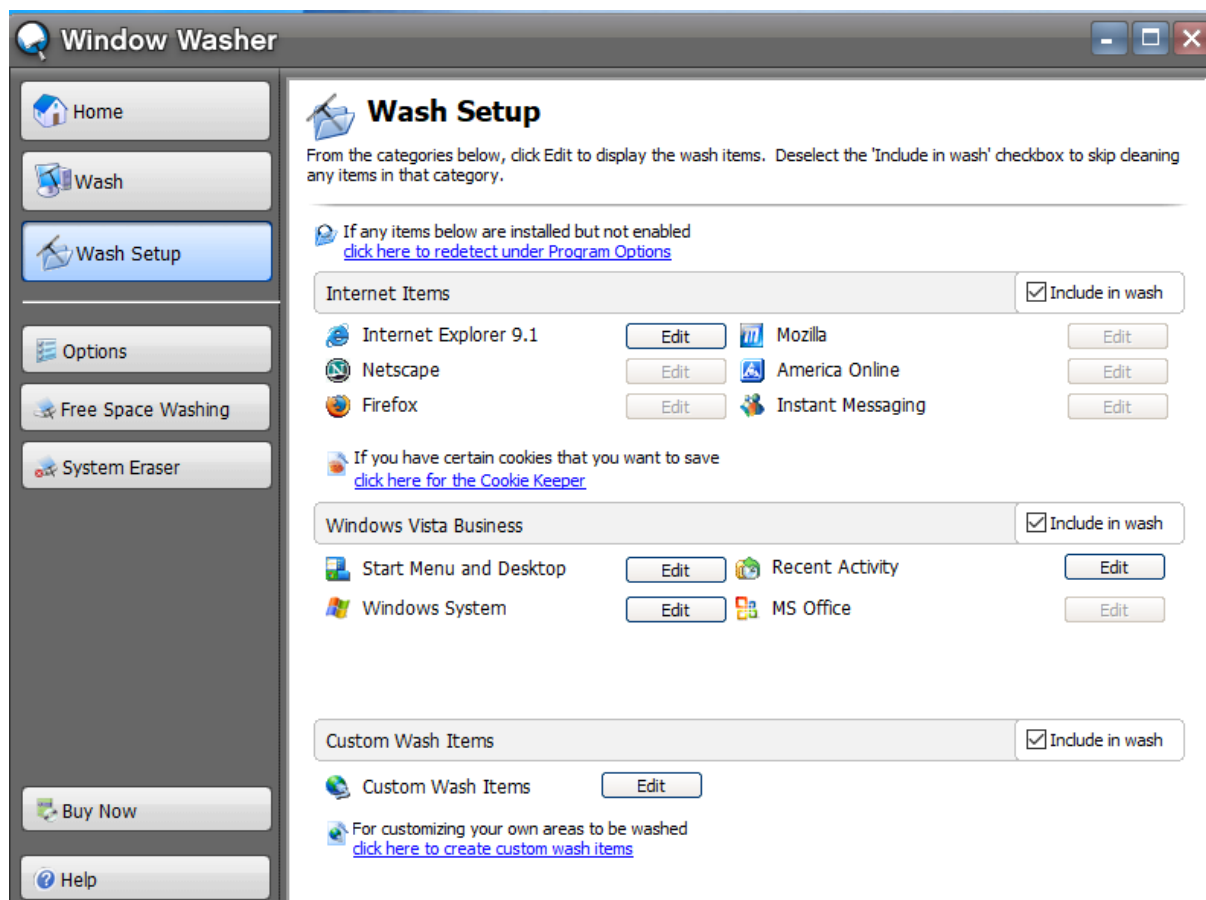 Window Washer
Home
Wash
Wash Setup
Options
Free Space Washing
System Eraser
Buy Now
Help
Wash Setup
From the categories below, click Edit to display the wash items. Deselect the 'Include in wash' checkbox to skip cleaning
any items in that category.
If any items below are installed but not enabled
click here to redetect under Program Options
Internet Items Include in wash
Internet Explorer 9.1 Edit Mozilla Edit
Netscape Edit America Online Edit
Firefox Edit Instant Messaging Edit
If you have certain cookies that you want to save
click here for the Cookie Keeper
Windows Vista Business Include in wash
Start Menu and Desktop Edit Recent Activity Edit
Windows System Edit MS Office Edit
Custom Wash Items Include in wash
Custom Wash Items Edit
For customizing your own areas to be washed
click here to create custom wash items